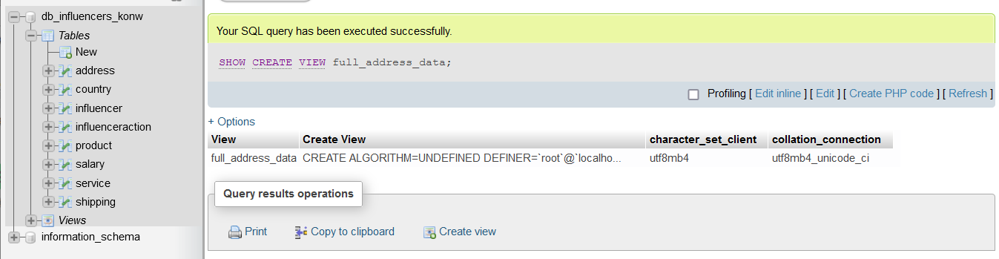 db_influencers_konw
Tables
New
address
country
influencer
influenceraction
product
salary
service
shipping
Views
information_schema
Your SQL query has been executed successfully.
SHOW CREATE VIEW full_address_data;
Profiling [ Edit inline ] [ Edit ] [ Create PHP code ] [ Refresh ]
+ Options
View Create View character_set_client collation_connection
full_address_data CREATE ALGORITHM=UNDEFINED DEFINER=`root`@`localho... utf8mb4 utf8mb4_unicode_ci
Query results operations
Print Copy to clipboard Create view